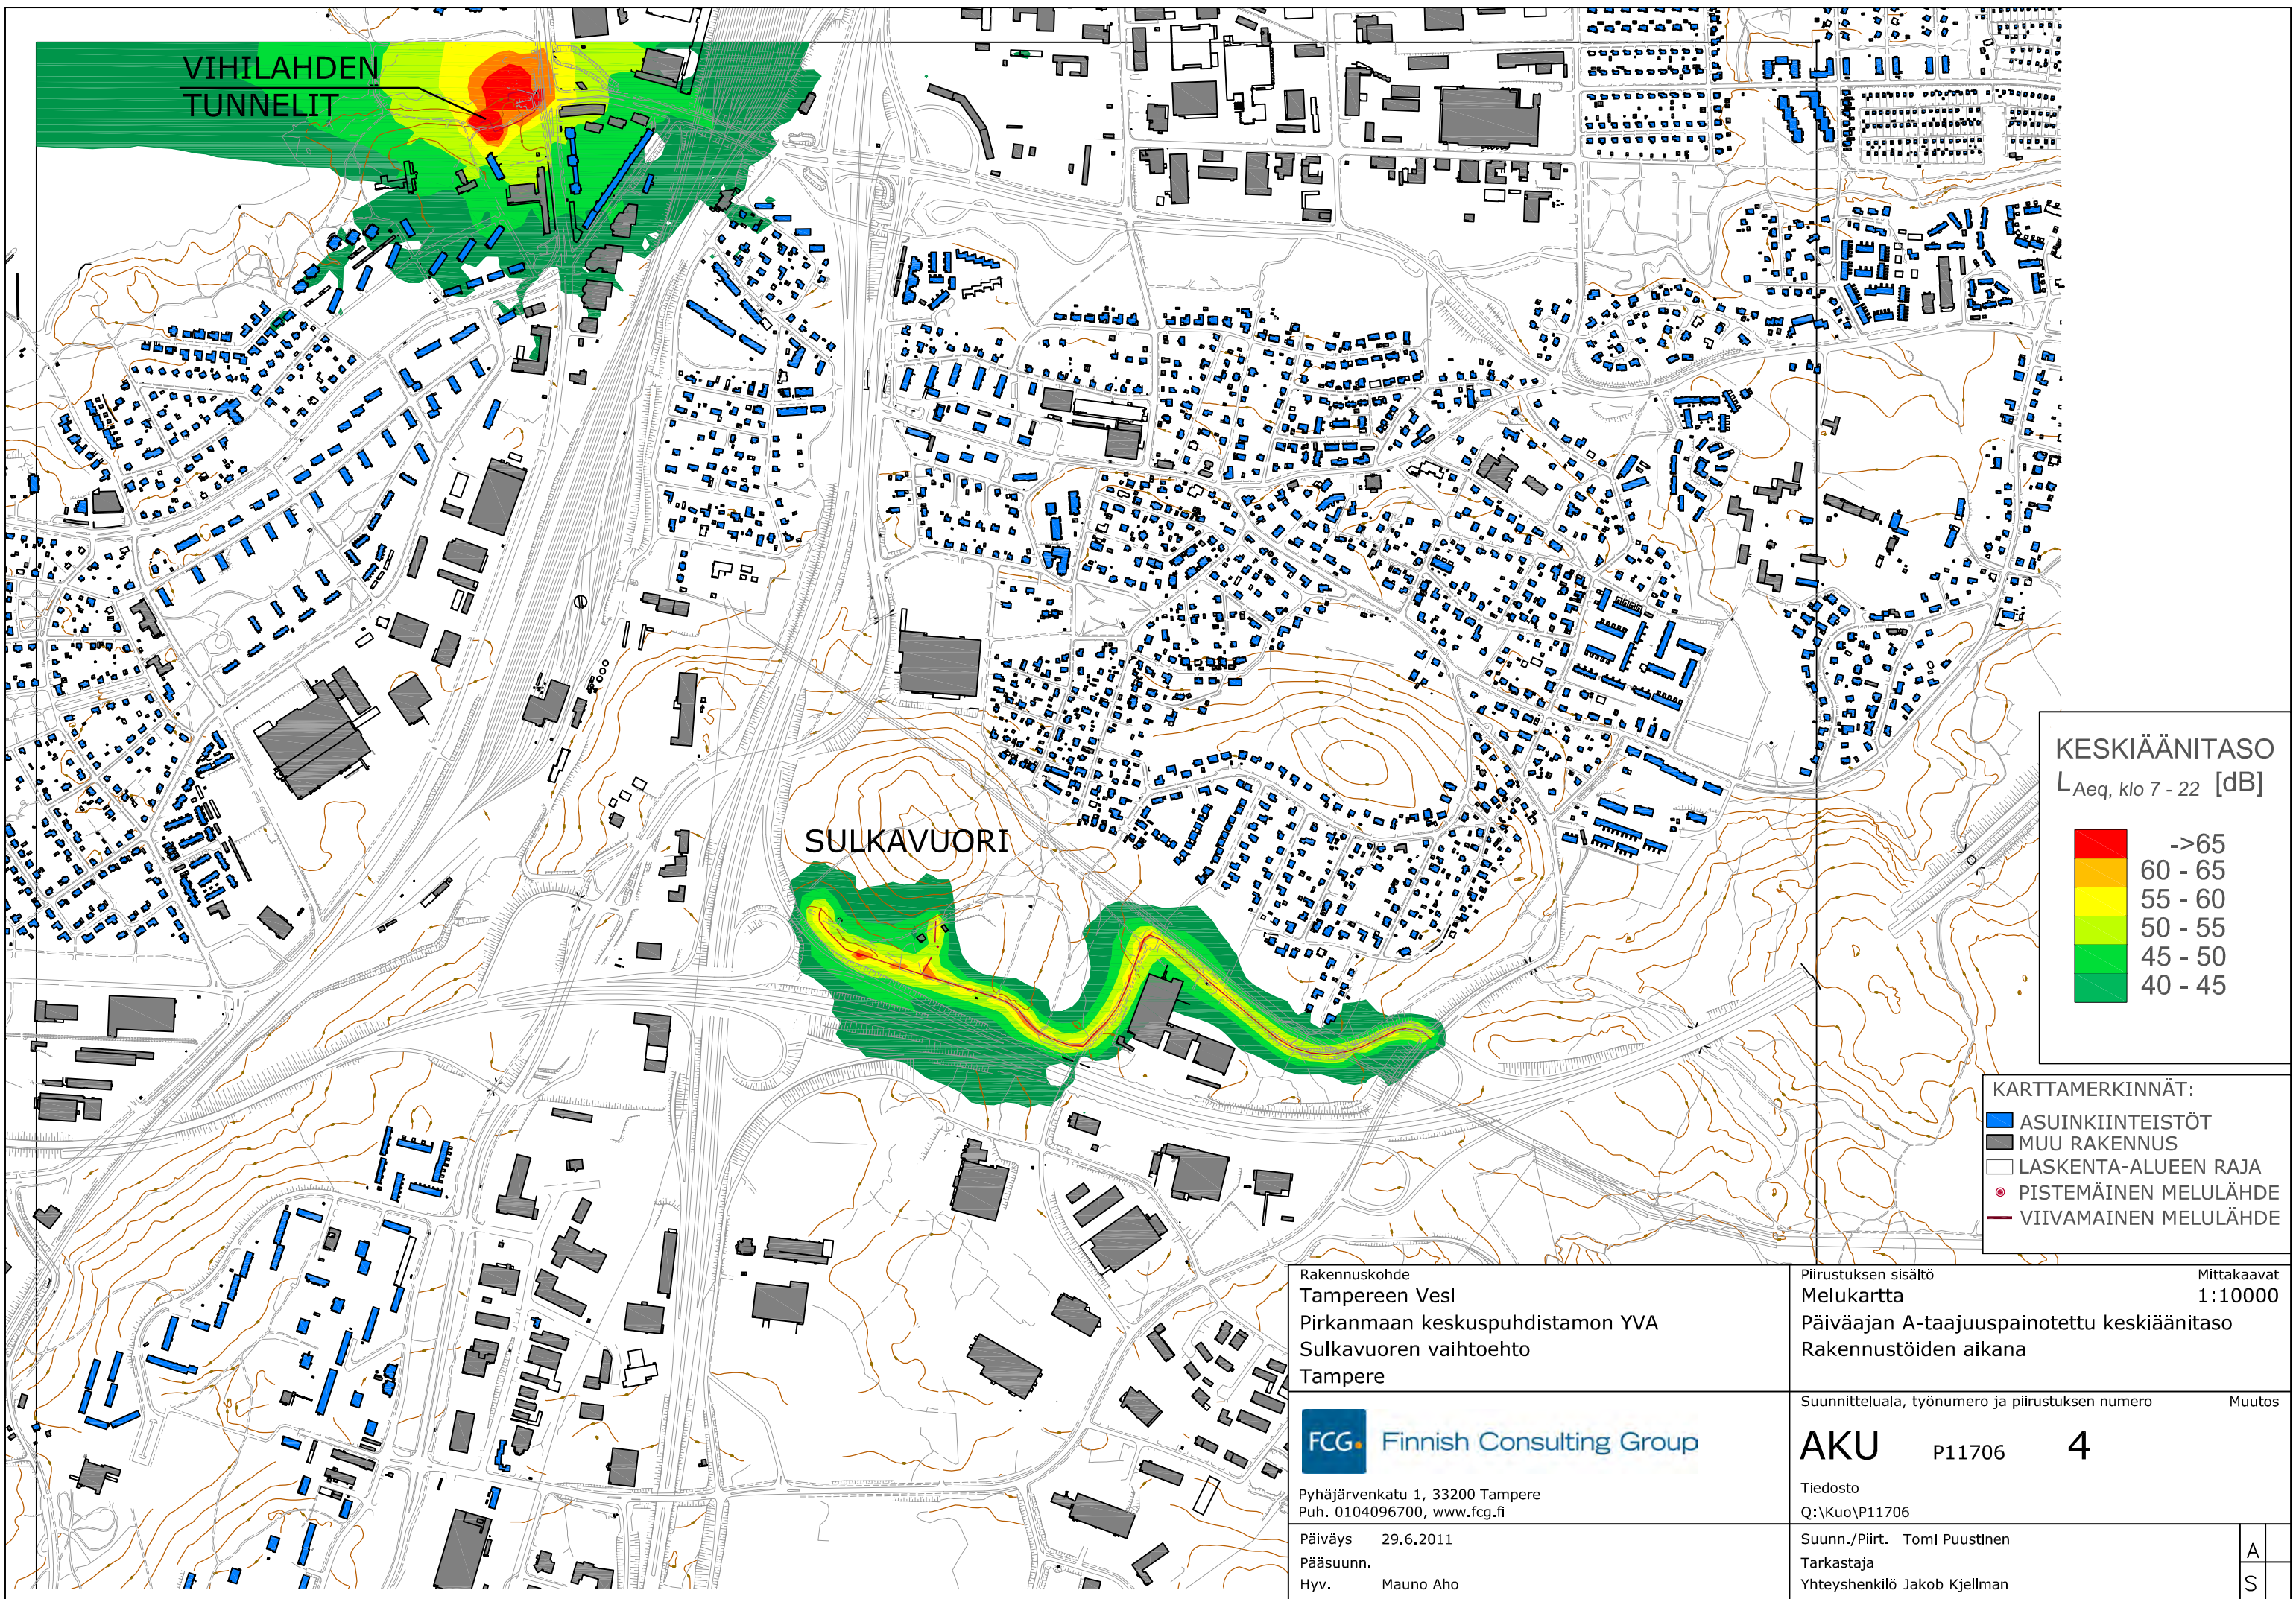 VIHILAHDEN
TUNNELIT
SULKAVUORI
KESKIÄÄNITASO
LAeq, klo 7 - 22 [dB]
->65
60 - 65
55 - 60
50 - 55
45 - 50
40 - 45
KARTTAMERKINNÄT:
ASUINKIINTEISTÖT
MUU RAKENNUS
LASKENTA-ALUEEN RAJA
PISTEMÄINEN MELULÄHDE
VIIVAMAINEN MELULÄHDE
Rakennuskohde
Tampereen Vesi
Pirkanmaan keskuspuhdistamon YVA
Sulkavuoren vaihtoehto
Tampere
Piirustuksen sisältö Mittakaavat
Melukartta 1:10000
Päiväajan A-taajuuspainotettu keskiäänitaso
Rakennustöiden aikana
FCG. Finnish Consulting Group
Pyhäjärvenkatu 1, 33200 Tampere
Puh. 0104096700, www.fcg.fi
Suunnitteluala, työnumero ja piirustuksen numero Muutos
AKU P11706 4
Tiedosto
Q:\Kuo\P11706
Päiväys 29.6.2011
Pääsuunn.
Hyv. Mauno Aho
Suunn./Piirt. Tomi Puustinen
Tarkastaja
Yhteyshenkilö Jakob Kjellman
A
S